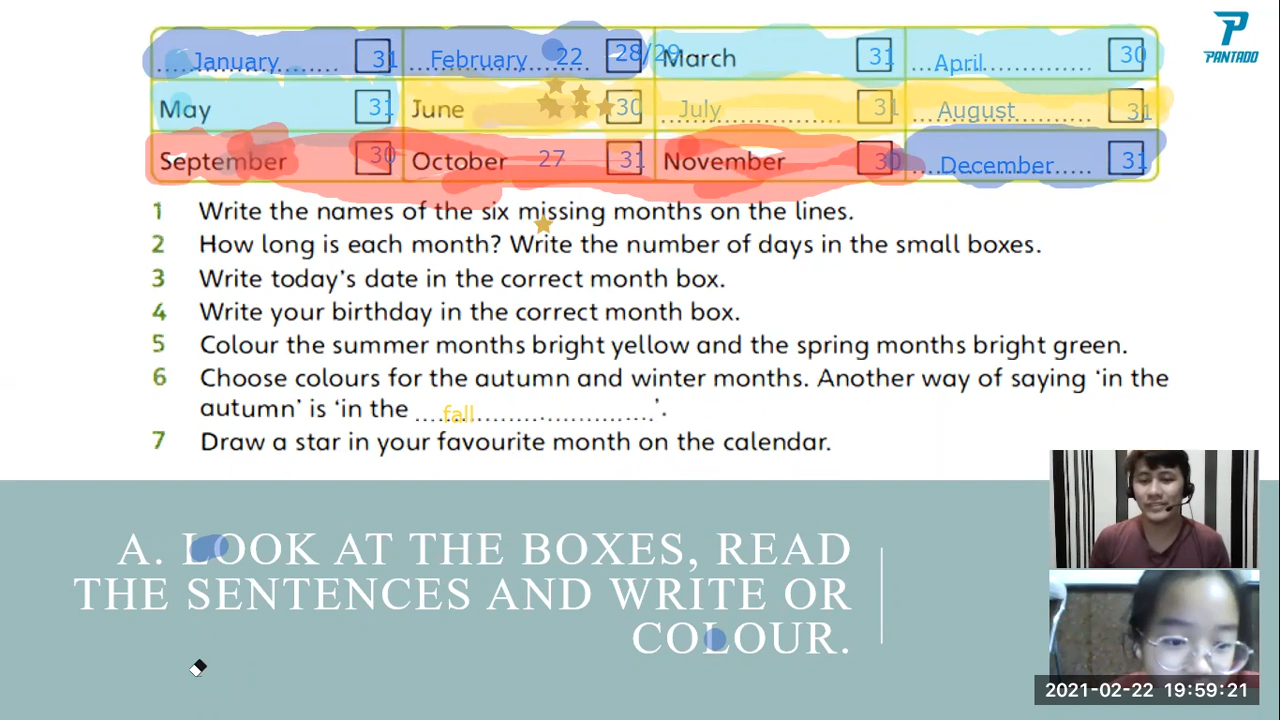 January 31 February 22 28/29 March 31 April 30
PANTADO
May 31 June 30 July 31 August 31
September 30 October 27 31 November 30 December 31
1 Write the names of the six missing months on the lines.
2 How long is each month? Write the number of days in the small boxes.
3 Write today's date in the correct month box.
4 Write your birthday in the correct month box.
5 Colour the summer months bright yellow and the spring months bright green.
6 Choose colours for the autumn and winter months. Another way of saying 'in the
autumn' is 'in the ....fall..............................'.
7 Draw a star in your favourite month on the calendar.
A. LOOK AT THE BOXES, READ
THE SENTENCES AND WRITE OR
COLOUR.
2021-02-22 19:59:21